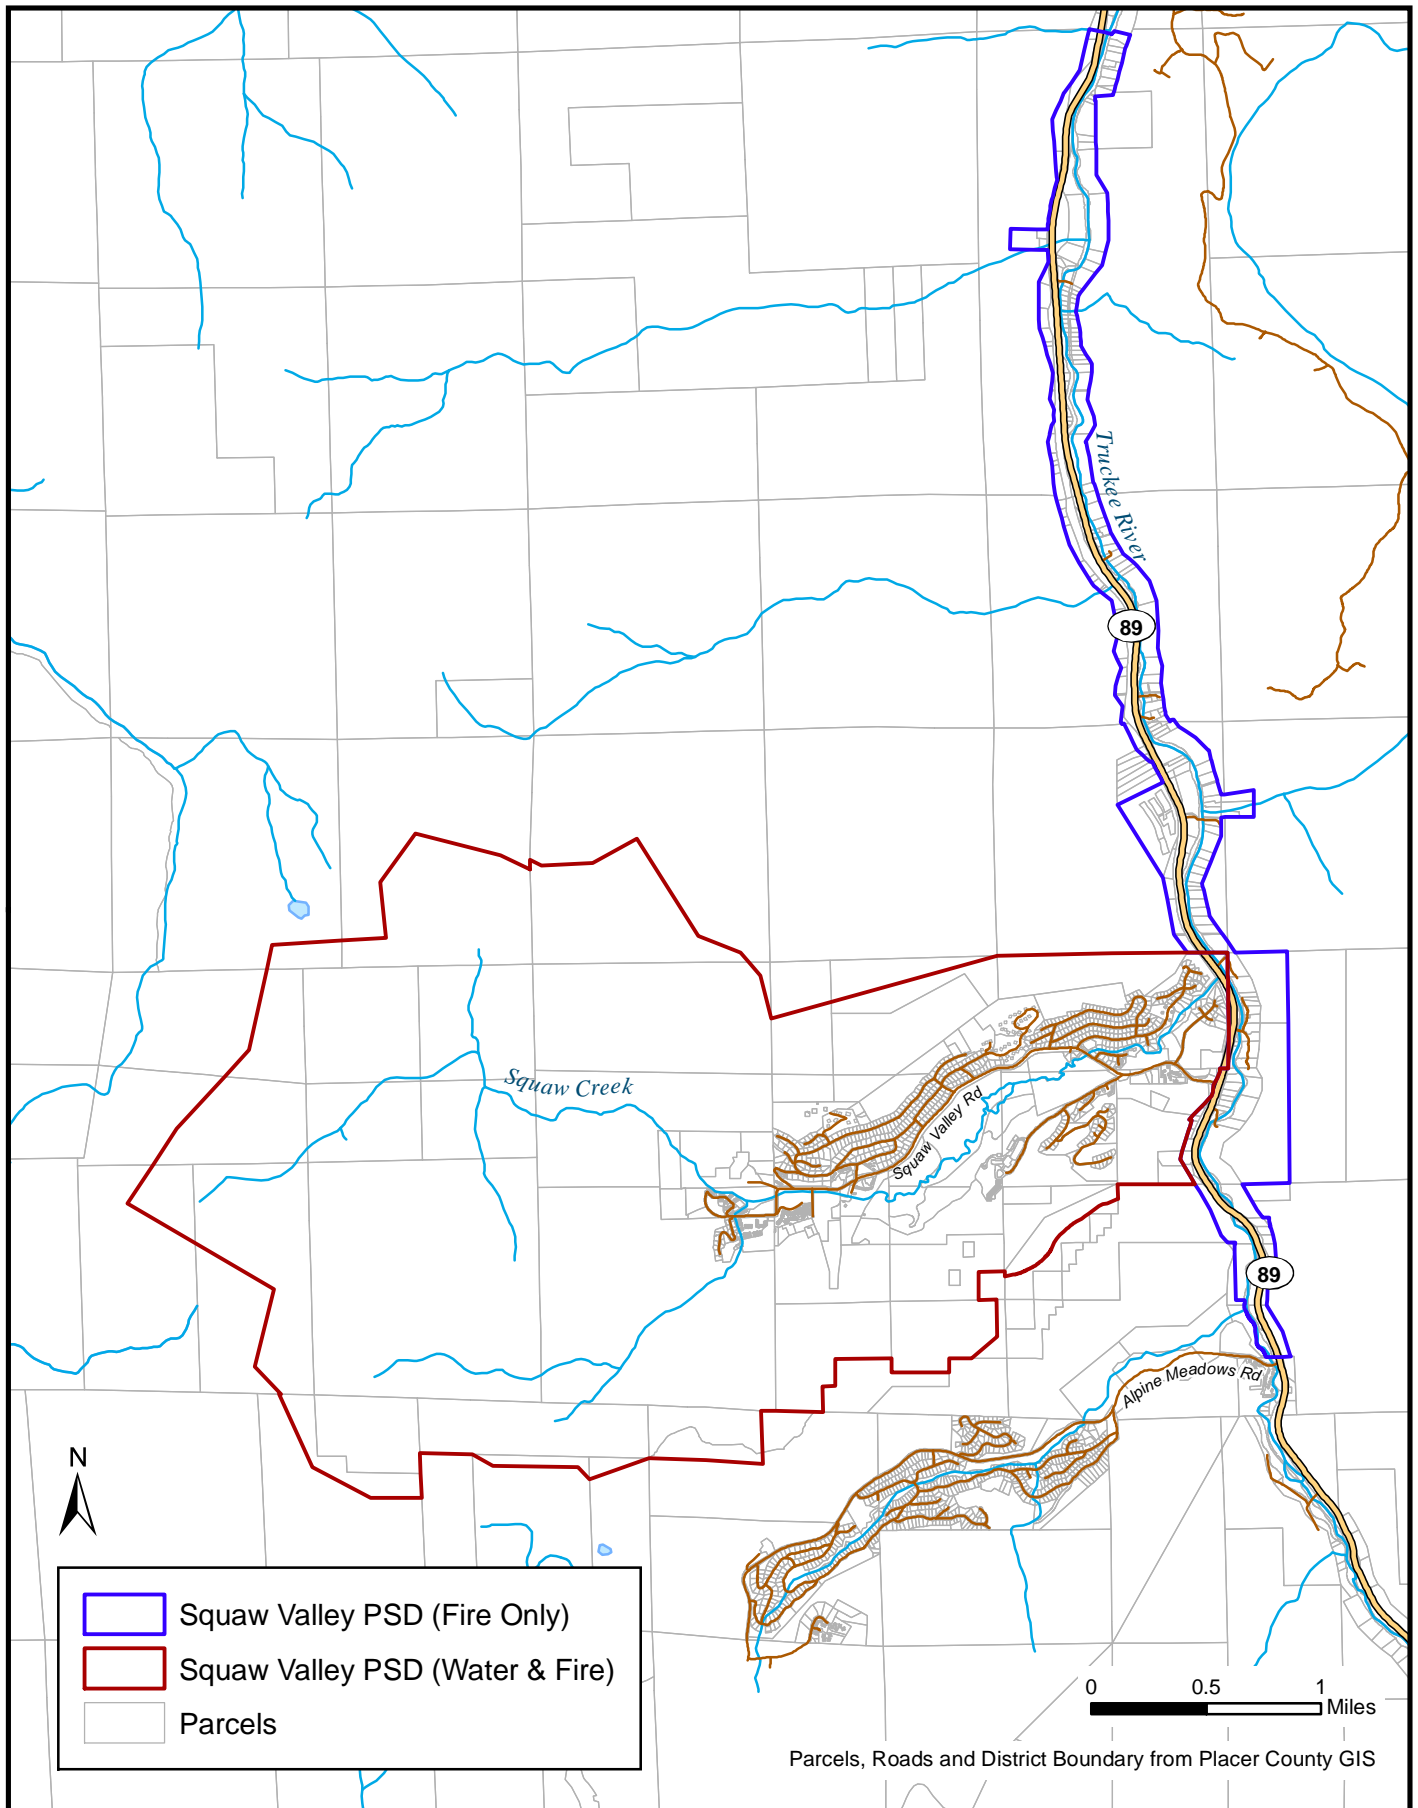 Truckee River
89
Squaw Creek
Squaw Valley Rd
89
Alpine Meadows Rd
N
Squaw Valley PSD (Fire Only)
Squaw Valley PSD (Water & Fire)
Parcels
0 0.5 1
Miles
Parcels, Roads and District Boundary from Placer County GIS